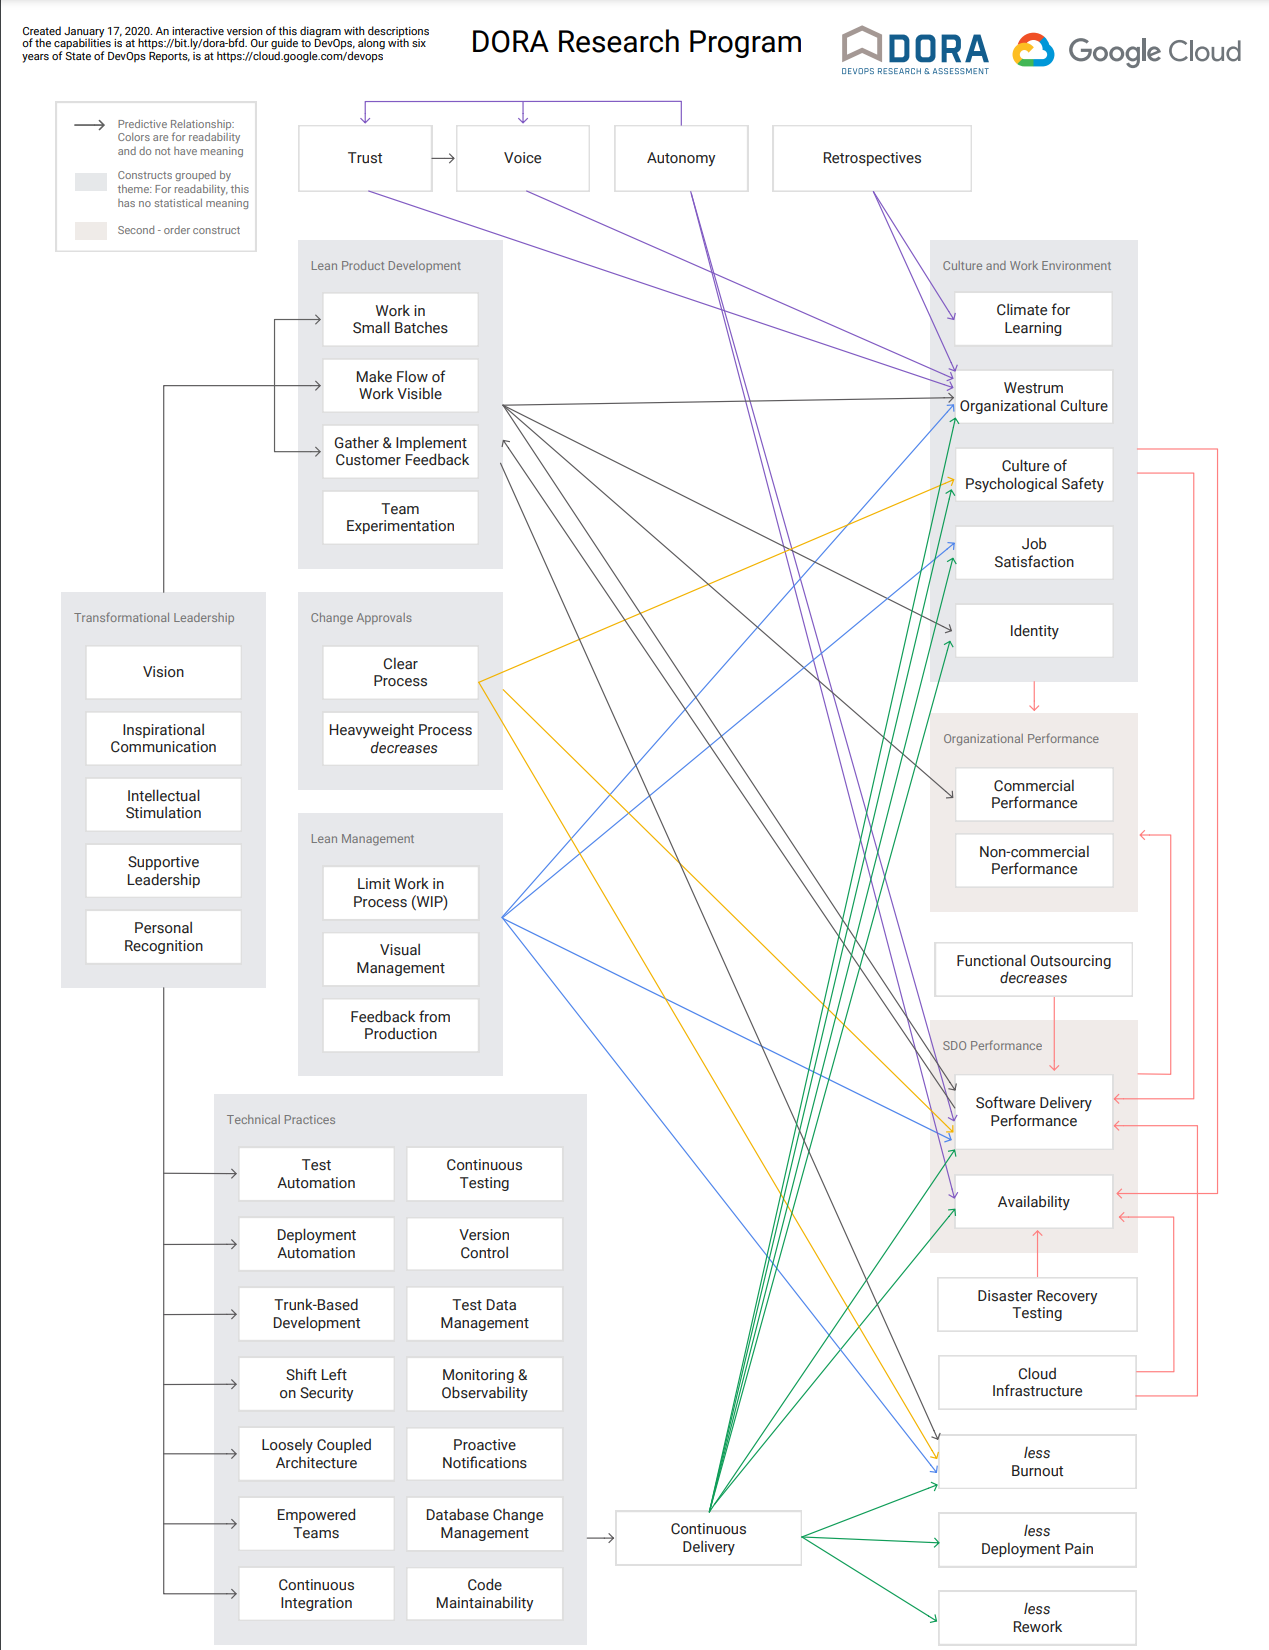 Created January 17, 2020. An interactive version of this diagram with descriptions
of the capabilities is at https://bit.ly/dora-bfd. Our guide to DevOps, along with six
years of State of DevOps Reports, is at https://cloud.google.com/devops
DORA Research Program
DORA
DEVOPS RESEARCH & ASSESSMENT
Google Cloud
Predictive Relationship:
Colors are for readability
and do not have meaning
Constructs grouped by
theme: For readability, this
has no statistical meaning
Second - order construct
Trust
Voice
Autonomy
Retrospectives
Lean Product Development
Work in
Small Batches
Make Flow of
Work Visible
Gather & Implement
Customer Feedback
Team
Experimentation
Culture and Work Environment
Climate for
Learning
Westrum
Organizational Culture
Culture of
Psychological Safety
Job
Satisfaction
Identity
Transformational Leadership
Vision
Inspirational
Communication
Intellectual
Stimulation
Supportive
Leadership
Personal
Recognition
Change Approvals
Clear
Process
Heavyweight Process
decreases
Lean Management
Limit Work in
Process (WIP)
Visual
Management
Feedback from
Production
Organizational Performance
Commercial
Performance
Non-commercial
Performance
Functional Outsourcing
decreases
SDO Performance
Software Delivery
Performance
Availability
Disaster Recovery
Testing
Cloud
Infrastructure
Technical Practices
Test
Automation
Continuous
Testing
Deployment
Automation
Version
Control
Trunk-Based
Development
Test Data
Management
Shift Left
on Security
Monitoring &
Observability
Loosely Coupled
Architecture
Proactive
Notifications
Empowered
Teams
Database Change
Management
Continuous
Integration
Code
Maintainability
Continuous
Delivery
less
Burnout
less
Deployment Pain
less
Rework